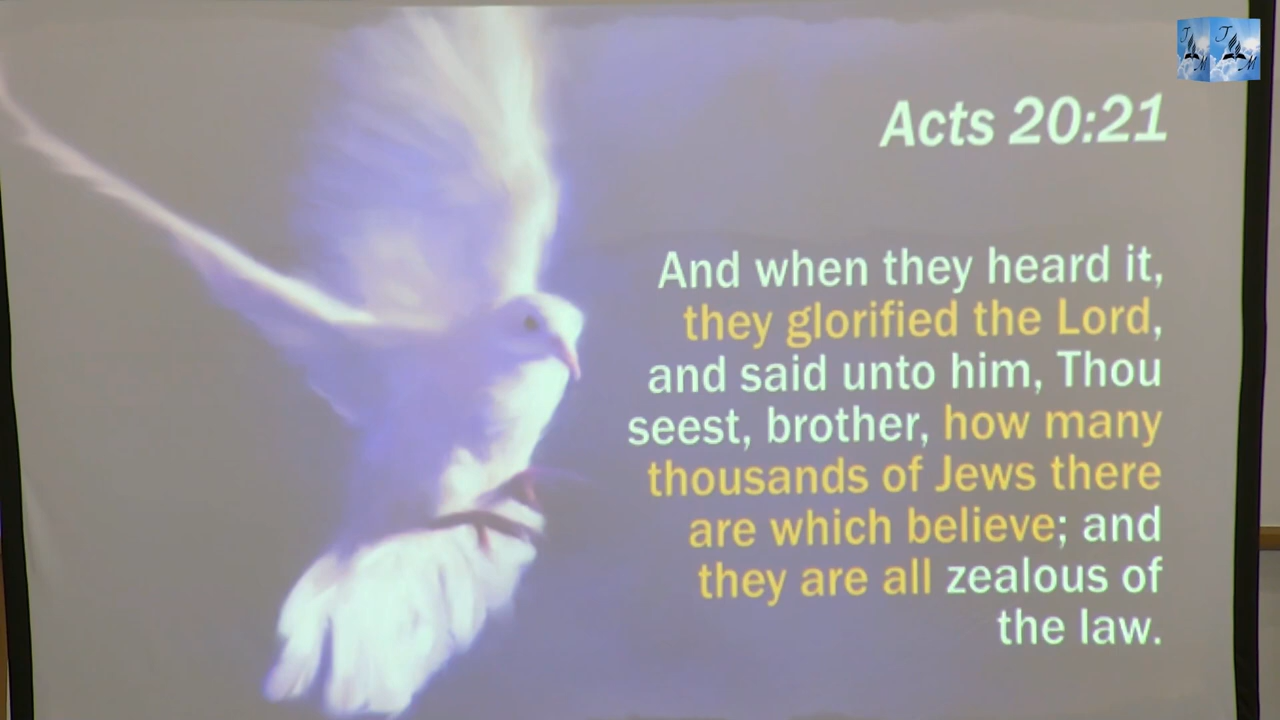 Acts 20:21
And when they heard it,
they glorified the Lord,
and said unto him, Thou
seest, brother, how many
thousands of Jews there
are which believe; and
they are all zealous of
the law.